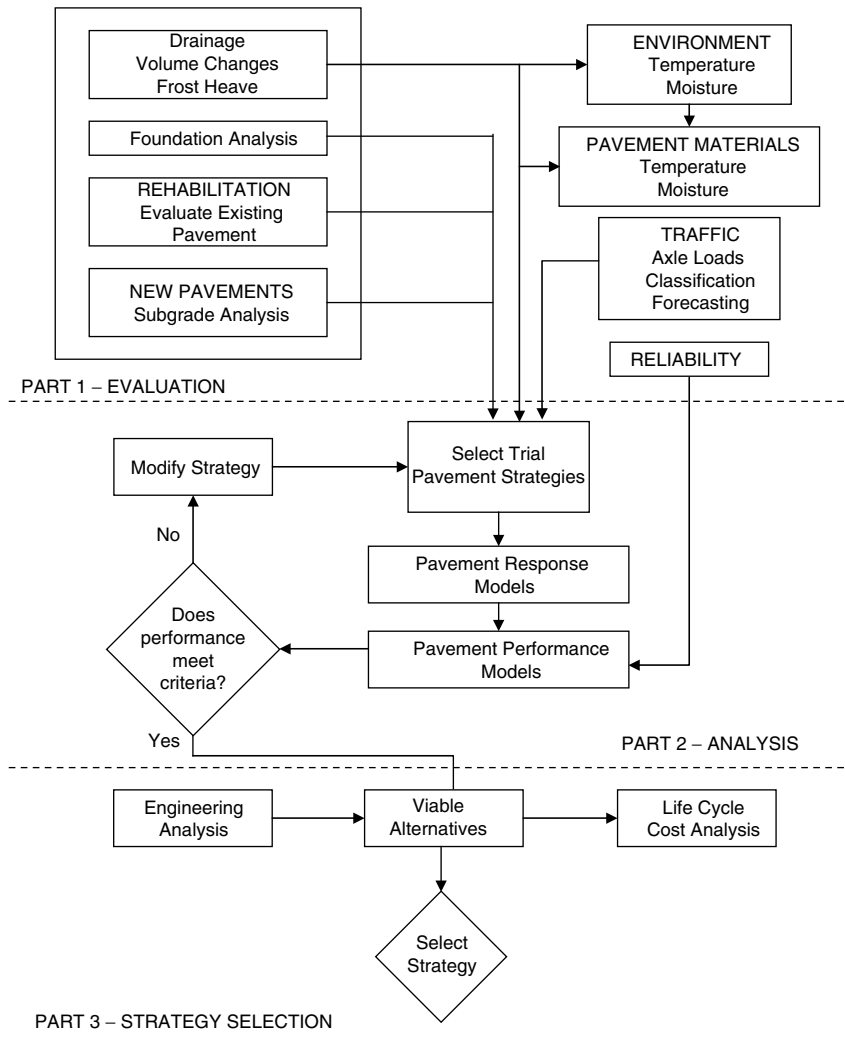 Drainage
Volume Changes
Frost Heave
Foundation Analysis
REHABILITATION
Evaluate Existing
Pavement
NEW PAVEMENTS
Subgrade Analysis
ENVIRONMENT
Temperature
Moisture
PAVEMENT MATERIALS
Temperature
Moisture
TRAFFIC
Axle Loads
Classification
Forecasting
RELIABILITY
PART 1 – EVALUATION
Modify Strategy
Select Trial
Pavement Strategies
No
Pavement Response
Models
Does
performance
meet
criteria?
Pavement Performance
Models
Yes
PART 2 – ANALYSIS
Engineering
Analysis
Viable
Alternatives
Life Cycle
Cost Analysis
Select
Strategy
PART 3 – STRATEGY SELECTION